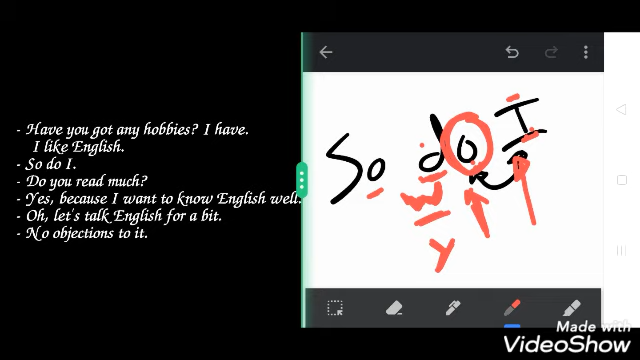 - Have you got any hobbies? I have.
I like English.
- So do I.
- Do you read much?
- Yes, because I want to know English well.
- Oh, let's talk English for a bit.
- No objections to it.
So do I
w
y
Made with
VideoShow